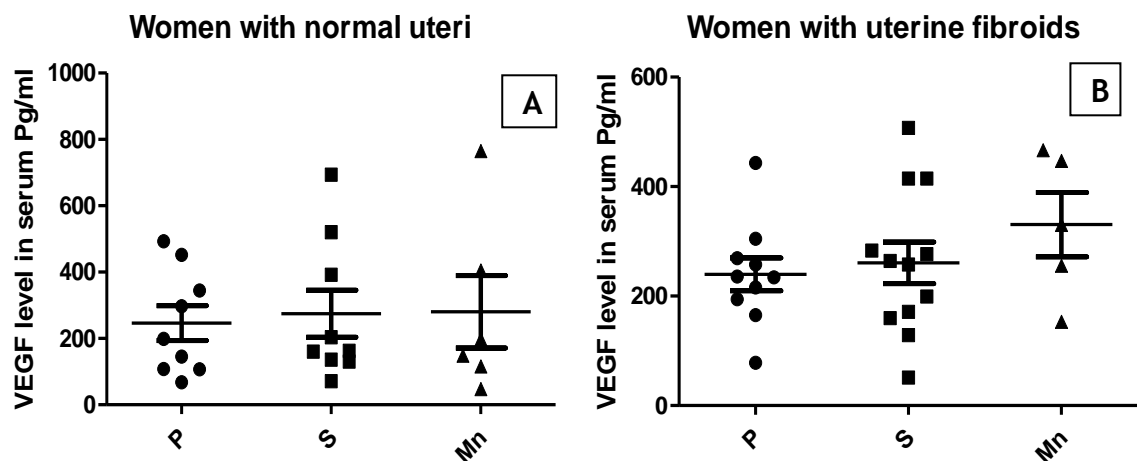 Women with normal uteri
A
VEGF level in serum Pg/ml
1000
800
600
400
200
0
P
S
Mn
Women with uterine fibroids
B
VEGF level in serum Pg/ml
600
400
200
0
P
S
Mn